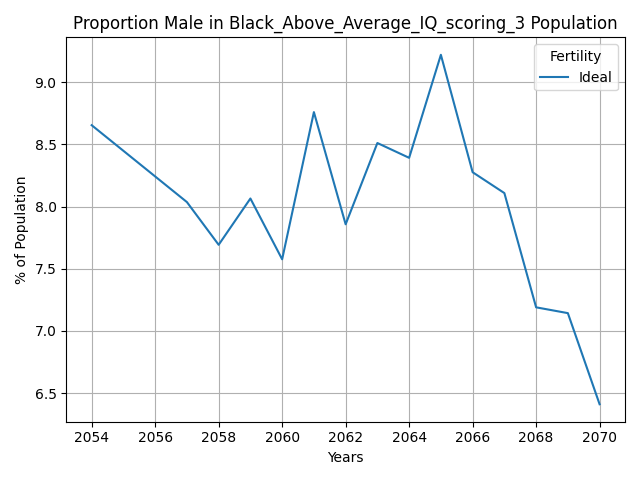 Proportion Male in Black_Above_Average_IQ_scoring_3 Population
Fertility
Ideal
% of Population
9.0
8.5
8.0
7.5
7.0
6.5
2054 2056 2058 2060 2062 2064 2066 2068 2070
Years